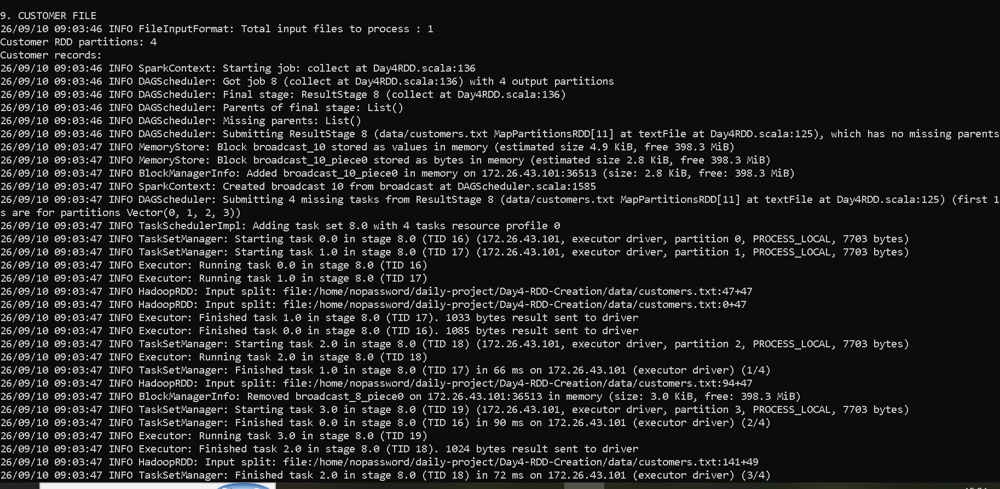 9. CUSTOMER FILE
26/09/10 09:03:46 INFO FileInputFormat: Total input files to process : 1
Customer RDD partitions: 4
Customer records:
26/09/10 09:03:46 INFO SparkContext: Starting job: collect at Day4RDD.scala:136
26/09/10 09:03:46 INFO DAGScheduler: Got job 8 (collect at Day4RDD.scala:136) with 4 output partitions
26/09/10 09:03:46 INFO DAGScheduler: Final stage: ResultStage 8 (collect at Day4RDD.scala:136)
26/09/10 09:03:46 INFO DAGScheduler: Parents of final stage: List()
26/09/10 09:03:46 INFO DAGScheduler: Missing parents: List()
26/09/10 09:03:46 INFO DAGScheduler: Submitting ResultStage 8 (data/customers.txt MapPartitionsRDD[11] at textFile at Day4RDD.scala:125), which has no missing parents
26/09/10 09:03:47 INFO MemoryStore: Block broadcast_10 stored as values in memory (estimated size 4.9 KiB, free 398.3 MiB)
26/09/10 09:03:47 INFO MemoryStore: Block broadcast_10_piece0 stored as bytes in memory (estimated size 2.8 KiB, free 398.3 MiB)
26/09/10 09:03:47 INFO BlockManagerInfo: Added broadcast_10_piece0 in memory on 172.26.43.101:36513 (size: 2.8 KiB, free: 398.3 MiB)
26/09/10 09:03:47 INFO SparkContext: Created broadcast 10 from broadcast at DAGScheduler.scala:1585
26/09/10 09:03:47 INFO DAGScheduler: Submitting 4 missing tasks from ResultStage 8 (data/customers.txt MapPartitionsRDD[11] at textFile at Day4RDD.scala:125) (first 1
s are for partitions Vector(0, 1, 2, 3))
26/09/10 09:03:47 INFO TaskSchedulerImpl: Adding task set 8.0 with 4 tasks resource profile 0
26/09/10 09:03:47 INFO TaskSetManager: Starting task 0.0 in stage 8.0 (TID 16) (172.26.43.101, executor driver, partition 0, PROCESS_LOCAL, 7703 bytes)
26/09/10 09:03:47 INFO TaskSetManager: Starting task 1.0 in stage 8.0 (TID 17) (172.26.43.101, executor driver, partition 1, PROCESS_LOCAL, 7703 bytes)
26/09/10 09:03:47 INFO Executor: Running task 0.0 in stage 8.0 (TID 16)
26/09/10 09:03:47 INFO Executor: Running task 1.0 in stage 8.0 (TID 17)
26/09/10 09:03:47 INFO HadoopRDD: Input split: file:/home/nopassword/daily-project/Day4-RDD-Creation/data/customers.txt:47+47
26/09/10 09:03:47 INFO HadoopRDD: Input split: file:/home/nopassword/daily-project/Day4-RDD-Creation/data/customers.txt:0+47
26/09/10 09:03:47 INFO Executor: Finished task 1.0 in stage 8.0 (TID 17). 1033 bytes result sent to driver
26/09/10 09:03:47 INFO Executor: Finished task 0.0 in stage 8.0 (TID 16). 1085 bytes result sent to driver
26/09/10 09:03:47 INFO TaskSetManager: Starting task 2.0 in stage 8.0 (TID 18) (172.26.43.101, executor driver, partition 2, PROCESS_LOCAL, 7703 bytes)
26/09/10 09:03:47 INFO Executor: Running task 2.0 in stage 8.0 (TID 18)
26/09/10 09:03:47 INFO TaskSetManager: Finished task 1.0 in stage 8.0 (TID 17) in 66 ms on 172.26.43.101 (executor driver) (1/4)
26/09/10 09:03:47 INFO HadoopRDD: Input split: file:/home/nopassword/daily-project/Day4-RDD-Creation/data/customers.txt:94+47
26/09/10 09:03:47 INFO BlockManagerInfo: Removed broadcast_8_piece0 on 172.26.43.101:36513 in memory (size: 3.0 KiB, free: 398.3 MiB)
26/09/10 09:03:47 INFO TaskSetManager: Starting task 3.0 in stage 8.0 (TID 19) (172.26.43.101, executor driver, partition 3, PROCESS_LOCAL, 7703 bytes)
26/09/10 09:03:47 INFO TaskSetManager: Finished task 0.0 in stage 8.0 (TID 16) in 90 ms on 172.26.43.101 (executor driver) (2/4)
26/09/10 09:03:47 INFO Executor: Running task 3.0 in stage 8.0 (TID 19)
26/09/10 09:03:47 INFO Executor: Finished task 2.0 in stage 8.0 (TID 18). 1024 bytes result sent to driver
26/09/10 09:03:47 INFO HadoopRDD: Input split: file:/home/nopassword/daily-project/Day4-RDD-Creation/data/customers.txt:141+49
26/09/10 09:03:47 INFO TaskSetManager: Finished task 2.0 in stage 8.0 (TID 18) in 72 ms on 172.26.43.101 (executor driver) (3/4)